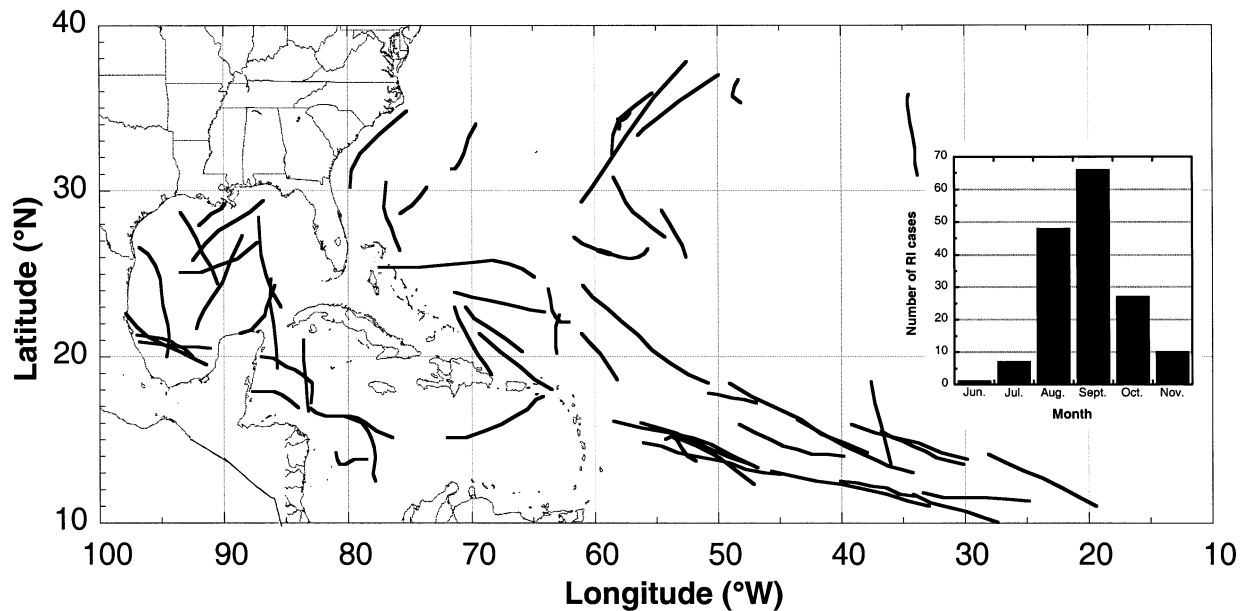 40
30
20
10
Latitude (°N)
100 90 80 70 60 50 40 30 20 10
Longitude (°W)
70
60
50
40
30
20
10
0
Number of RI cases
Jun. Jul. Aug. Sept. Oct. Nov.
Month